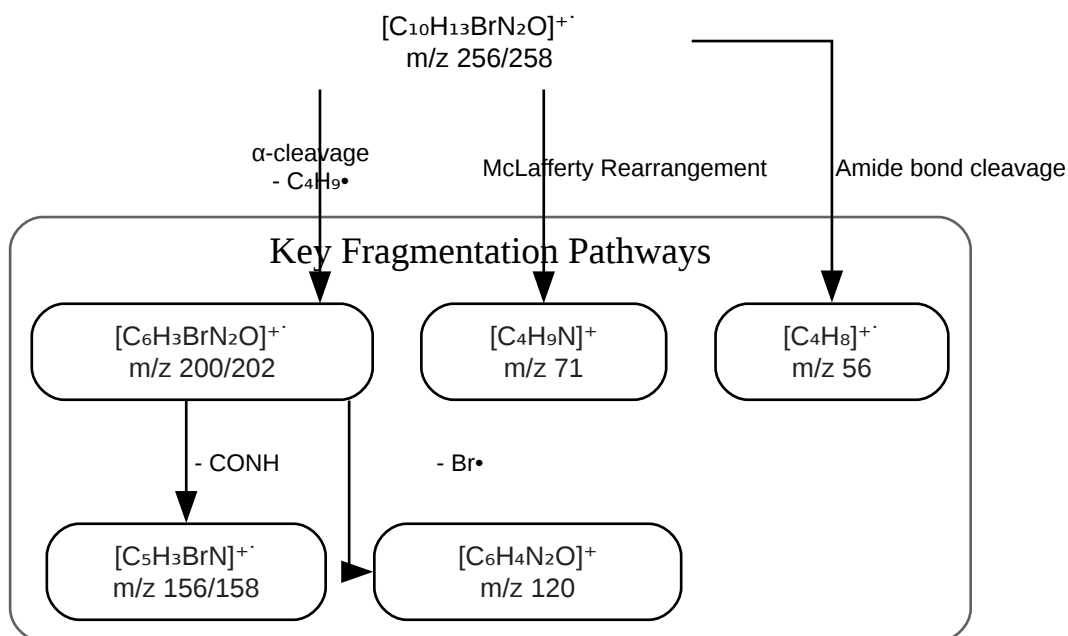 [C₁₀H₁₃BrN₂O]⁺˙
m/z 256/258
α-cleavage
- C₄H₉•
McLafferty Rearrangement
Amide bond cleavage
Key Fragmentation Pathways
[C₆H₃BrN₂O]⁺˙
m/z 200/202
[C₄H₉N]⁺
m/z 71
[C₄H₈]⁺˙
m/z 56
- CONH
- Br•
[C₅H₃BrN]⁺˙
m/z 156/158
[C₆H₄N₂O]⁺
m/z 120